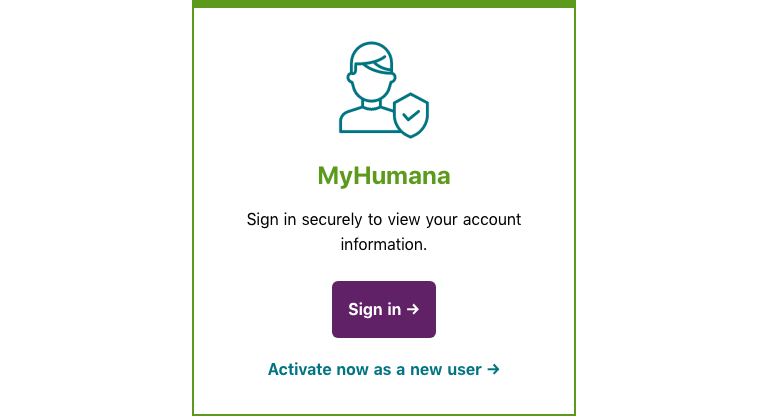 MyHumana
Sign in securely to view your account
information.
Sign in →
Activate now as a new user →